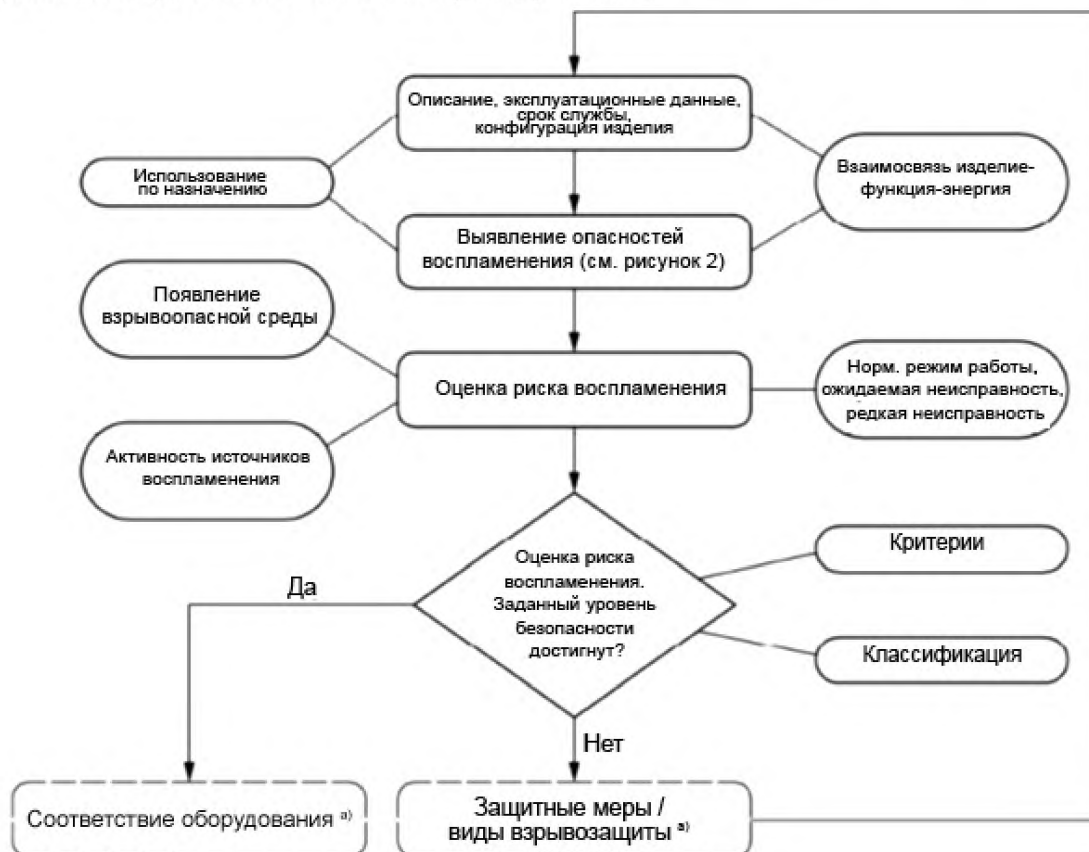 Описание, эксплуатационные данные,
срок службы,
конфигурация изделия
Использование
по назначению
Взаимосвязь изделие-
функция-энергия
Выявление опасностей
воспламенения (см. рисунок 2)
Появление
взрывоопасной среды
Оценка риска воспламенения
Норм. режим работы,
ожидаемая неисправность,
редкая неисправность
Активность источников
воспламенения
Оценка риска
воспламенения.
Заданный уровень
безопасности
достигнут?
Критерии
Классификация
Да
Нет
Соответствие оборудования а)
Защитные меры /
виды взрывозащиты а)